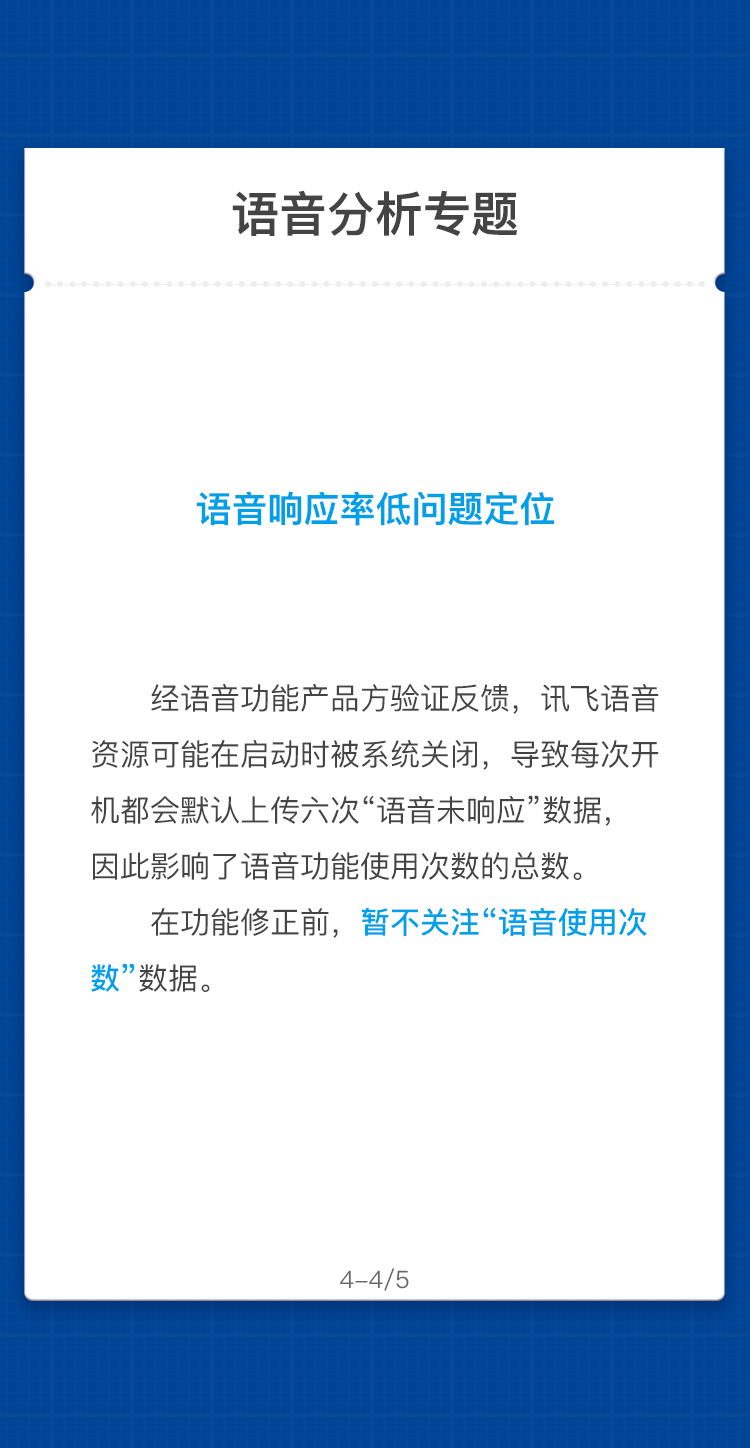 语音分析专题
语音响应率低问题定位
经语音功能产品方验证反馈，讯飞语音
资源可能在启动时被系统关闭，导致每次开
机都会默认上传六次“语音未响应”数据，
因此影响了语音功能使用次数的总数。
在功能修正前，暂不关注“语音使用次
数”数据。
4-4/5